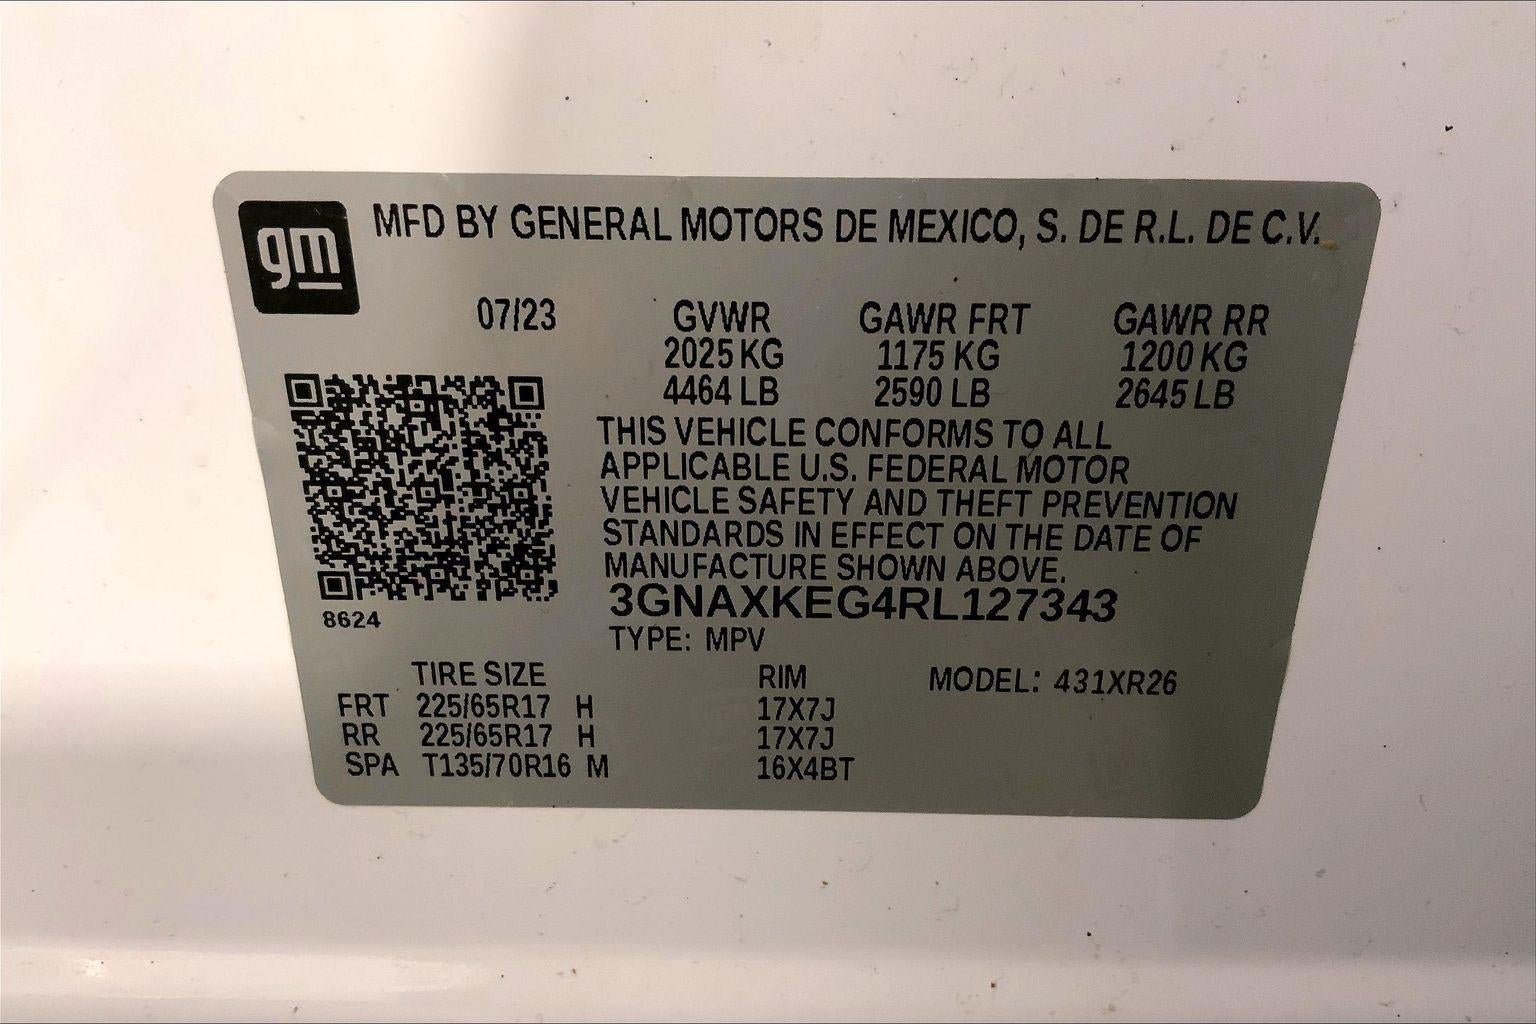 gm
MFD BY GENERAL MOTORS DE MEXICO, S. DE R.L. DE C.V.
07/23 GVWR GAWR FRT GAWR RR
2025 KG 1175 KG 1200 KG
4464 LB 2590 LB 2645 LB
THIS VEHICLE CONFORMS TO ALL
APPLICABLE U.S. FEDERAL MOTOR
VEHICLE SAFETY AND THEFT PREVENTION
STANDARDS IN EFFECT ON THE DATE OF
MANUFACTURE SHOWN ABOVE.
3GNAXKEG4RL127343
8624
TYPE: MPV
TIRE SIZE RIM MODEL: 431XR26
FRT 225/65R17 H 17X7J
RR 225/65R17 H 17X7J
SPA T135/70R16 M 16X4BT